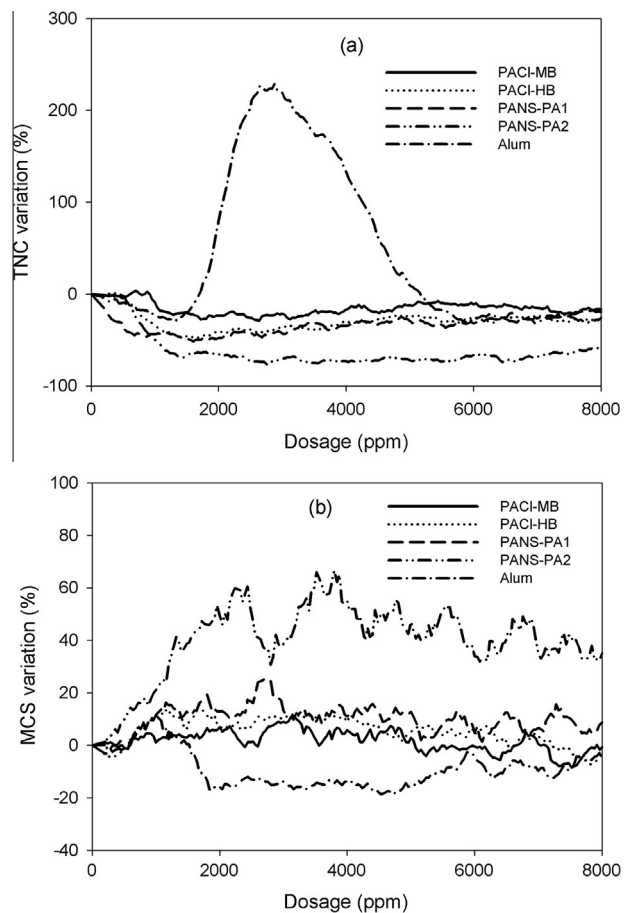 300
(a)
PACl-MB
PACl-HB
PANS-PA1
PANS-PA2
Alum
200
100
0
-100
TNC variation (%)
0 2000 4000 6000 8000
Dosage (ppm)
100
(b)
PACl-MB
PACl-HB
PANS-PA1
PANS-PA2
Alum
80
60
40
20
0
-20
-40
MCS variation (%)
0 2000 4000 6000 8000
Dosage (ppm)